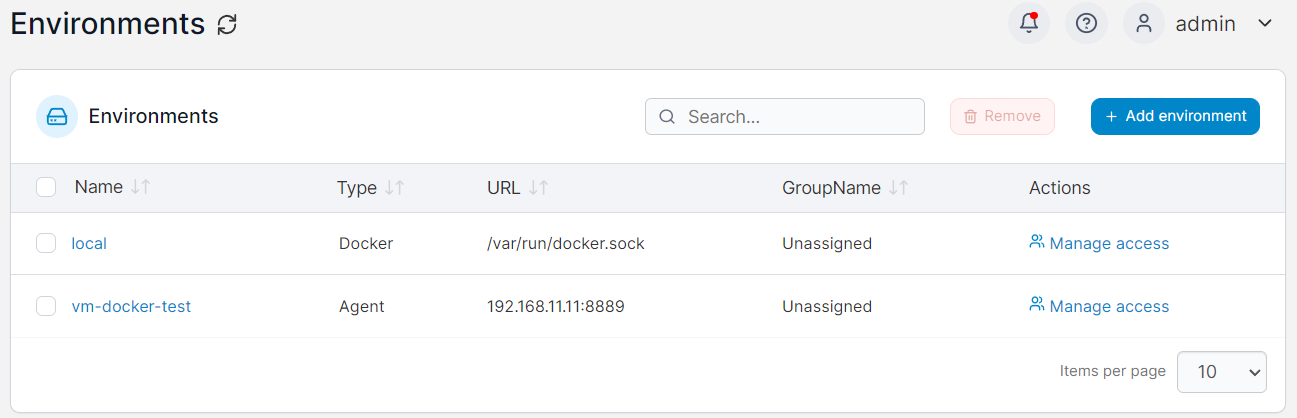 Environments
admin
Environments
Search...
Remove
+ Add environment
Name Type URL GroupName Actions
local Docker /var/run/docker.sock Unassigned Manage access
vm-docker-test Agent 192.168.11.11:8889 Unassigned Manage access
Items per page 10